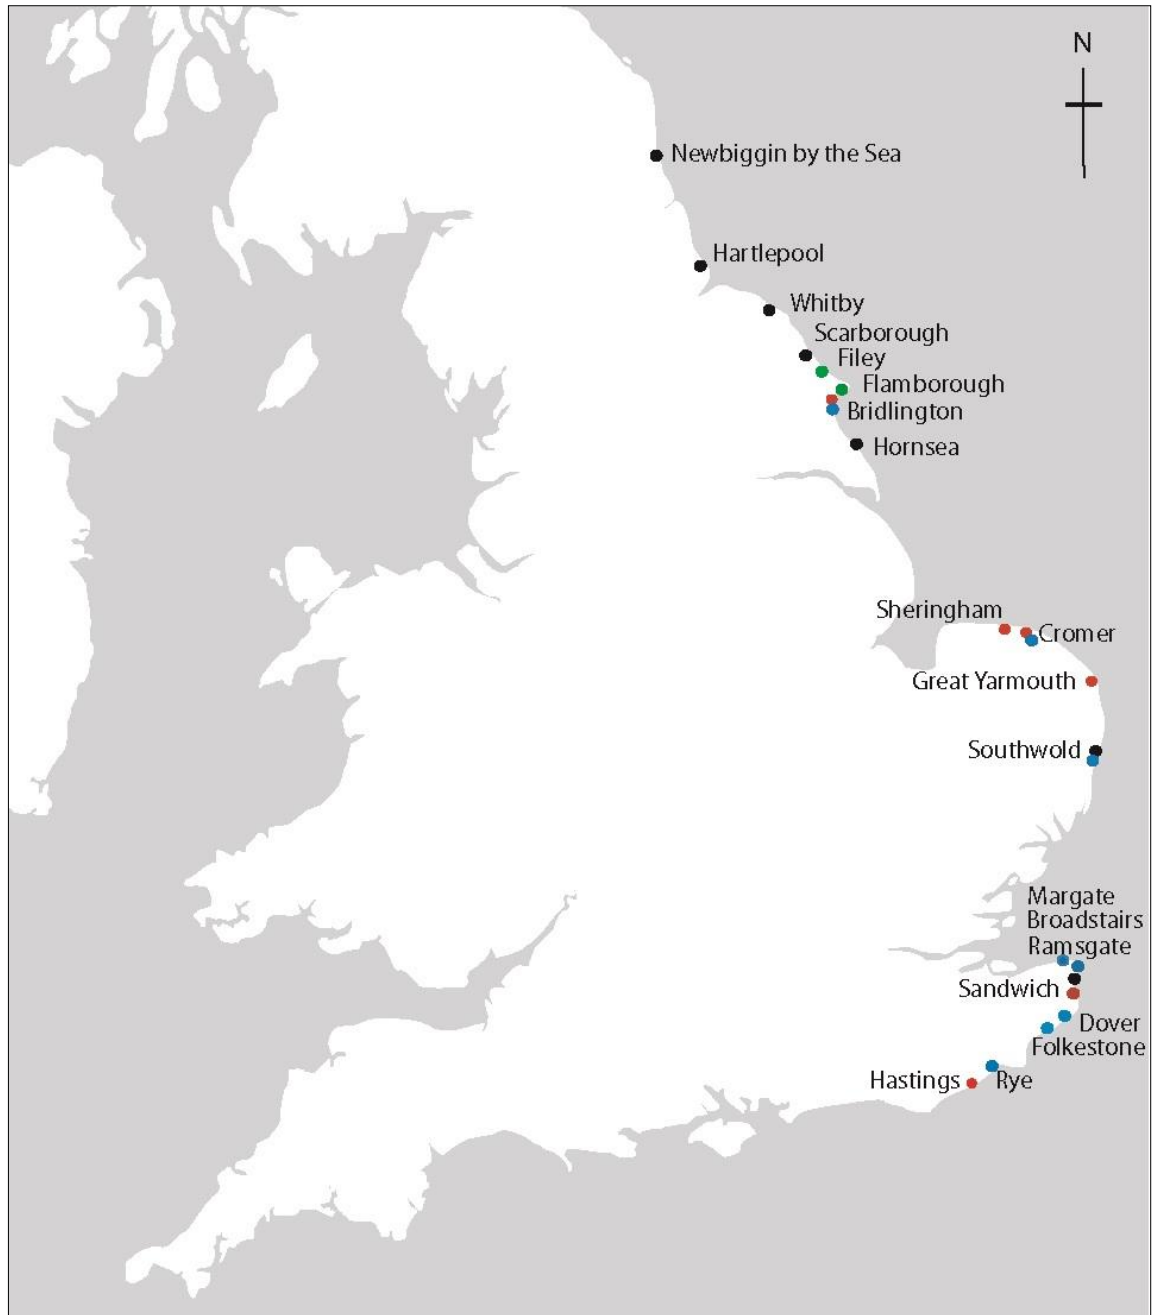 N
Newbiggin by the Sea
Hartlepool
Whitby
Scarborough
Filey
Flamborough
Bridlington
Hornsea
Sheringham
Cromer
Great Yarmouth
Southwold
Margate
Broadstairs
Ramsgate
Sandwich
Dover
Folkestone
Hastings
Rye